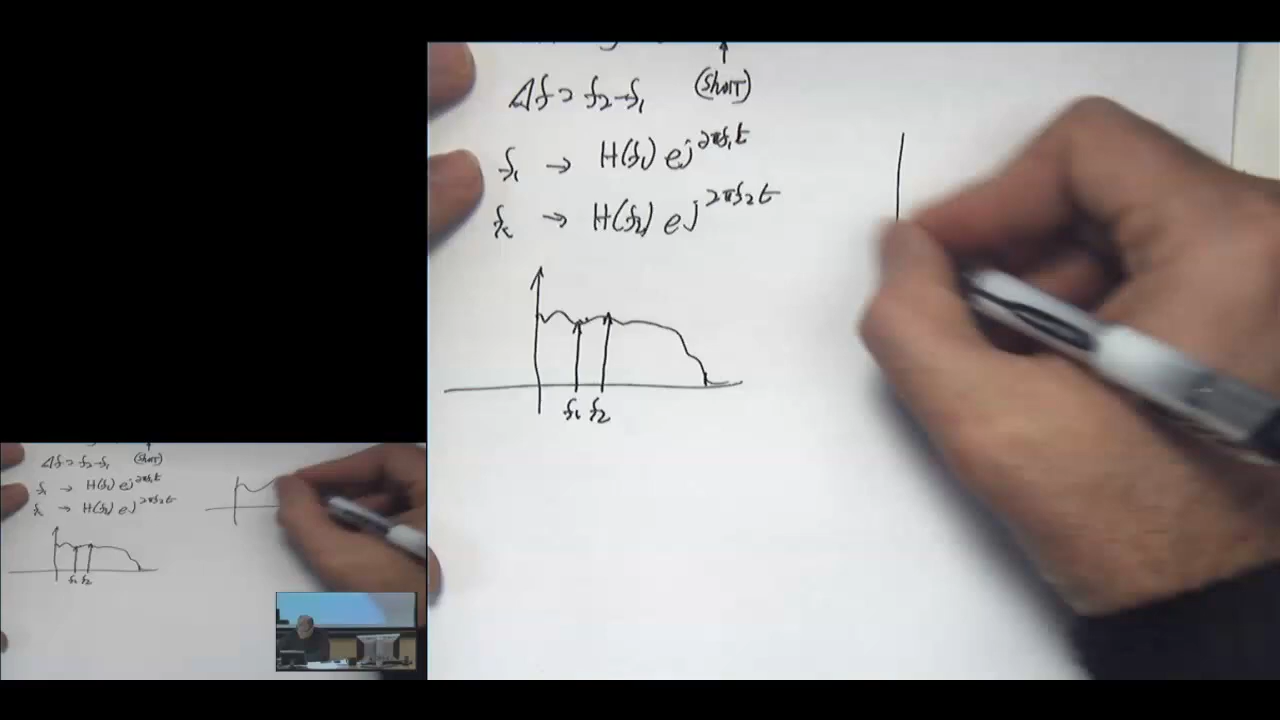 Δf = f2 - f1 (short)
f1 → H(f1) e^j2πf1t
f2 → H(f2) e^j2πf2t
f1 f2